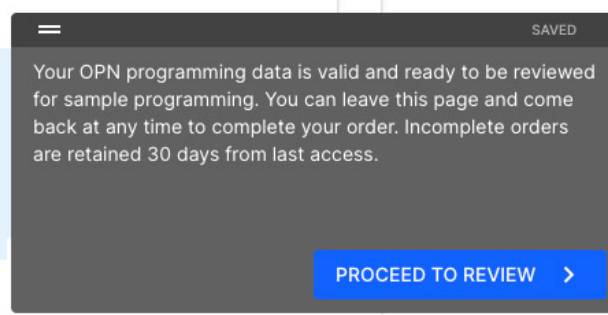 SAVED
Your OPN programming data is valid and ready to be reviewed
for sample programming. You can leave this page and come
back at any time to complete your order. Incomplete orders
are retained 30 days from last access.
PROCEED TO REVIEW